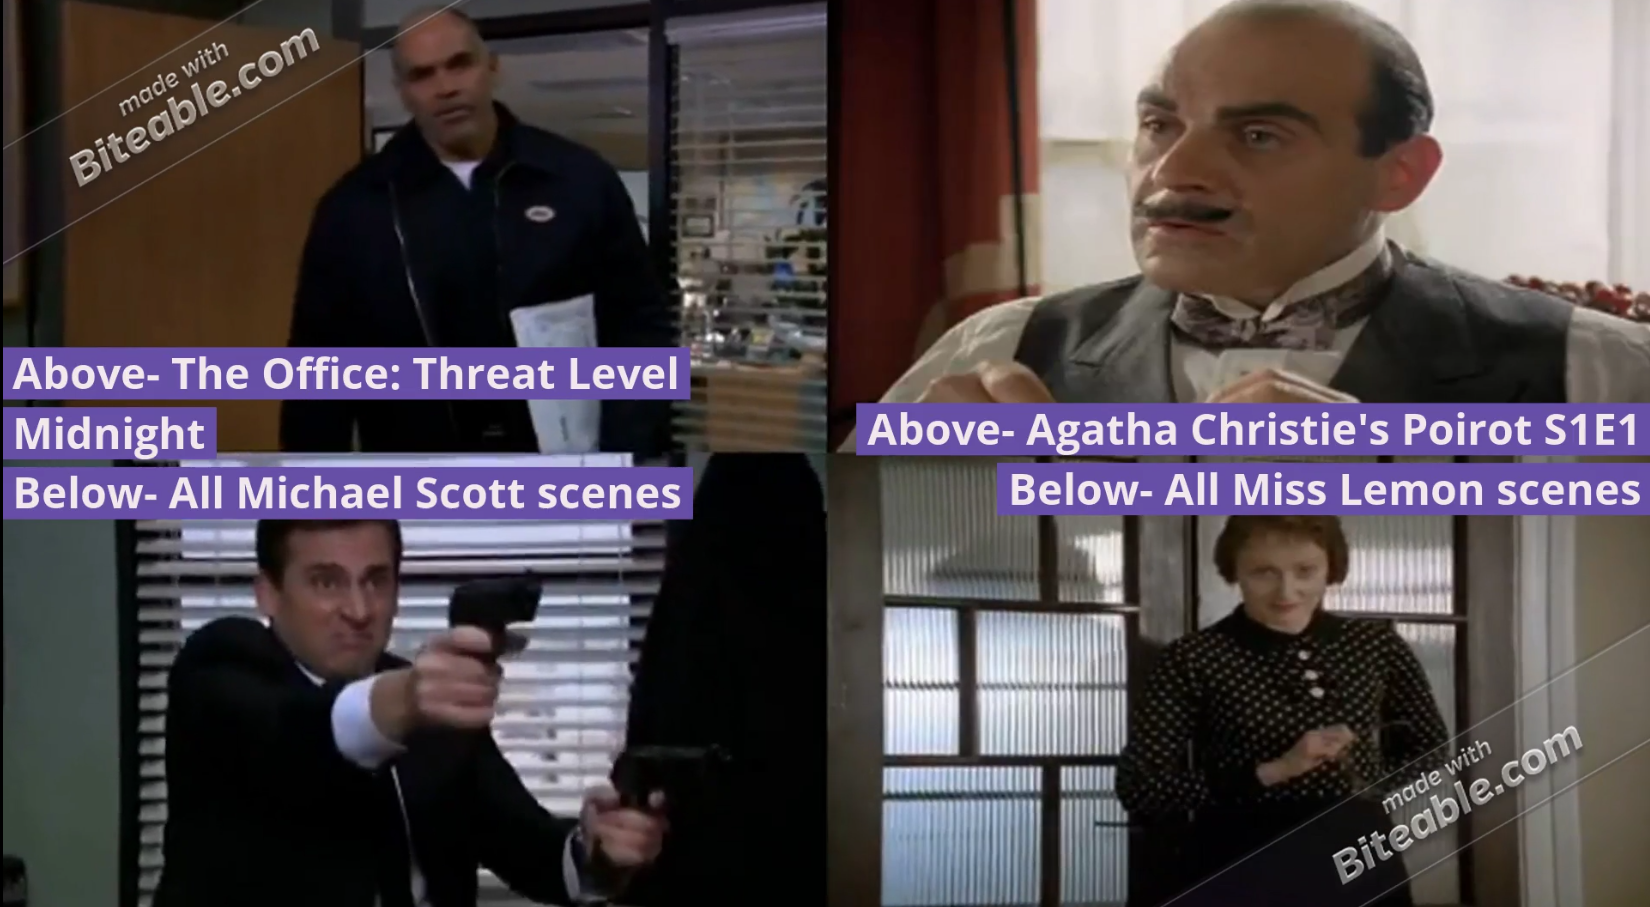 made with
Biteable.com
Above- The Office: Threat Level
Midnight
Below- All Michael Scott scenes
Above- Agatha Christie's Poirot S1E1
Below- All Miss Lemon scenes
made with
Biteable.com